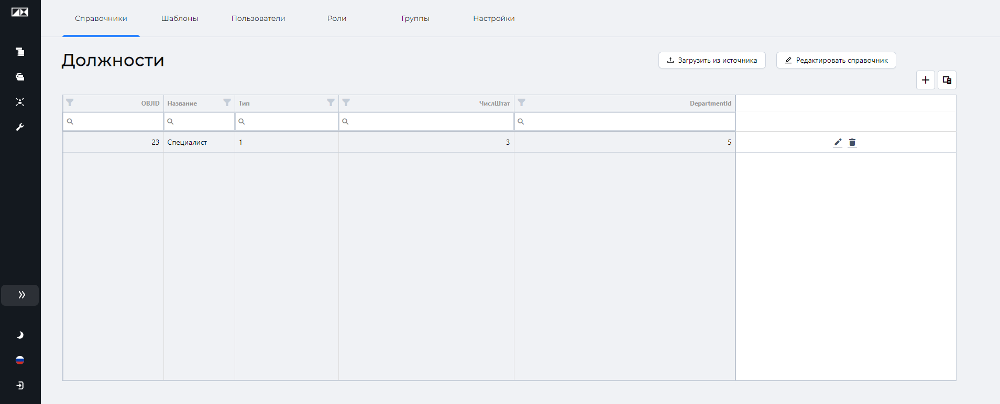 Справочники Шаблоны Пользователи Роли Группы Настройки
Должности
Загрузить из источника Редактировать справочник
OBJID Название Тип ЧислШтат DepartmentId
23 Специалист 1 3 5